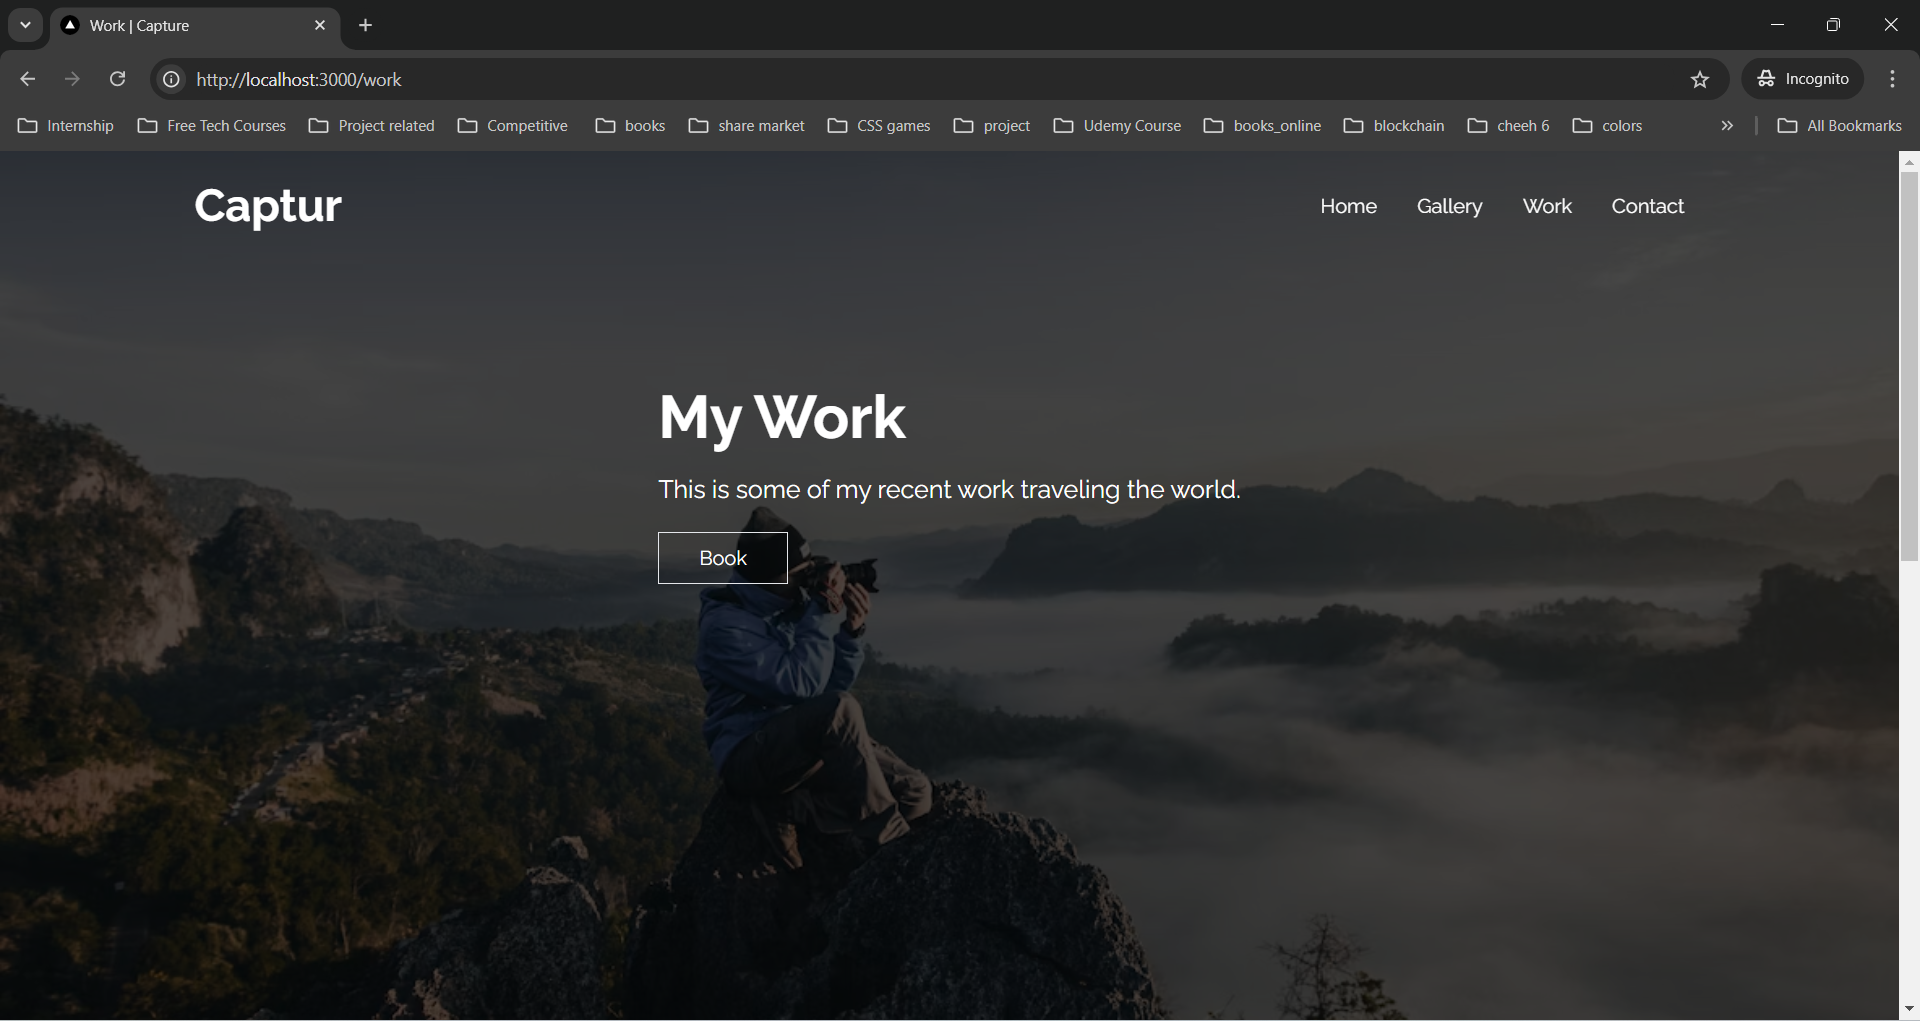 Work | Capture
http://localhost:3000/work
Incognito
Internship Free Tech Courses Project related Competitive books share market CSS games project Udemy Course books_online blockchain cheeh 6 colors » All Bookmarks
Captur Home Gallery Work Contact
My Work
This is some of my recent work traveling the world.
Book